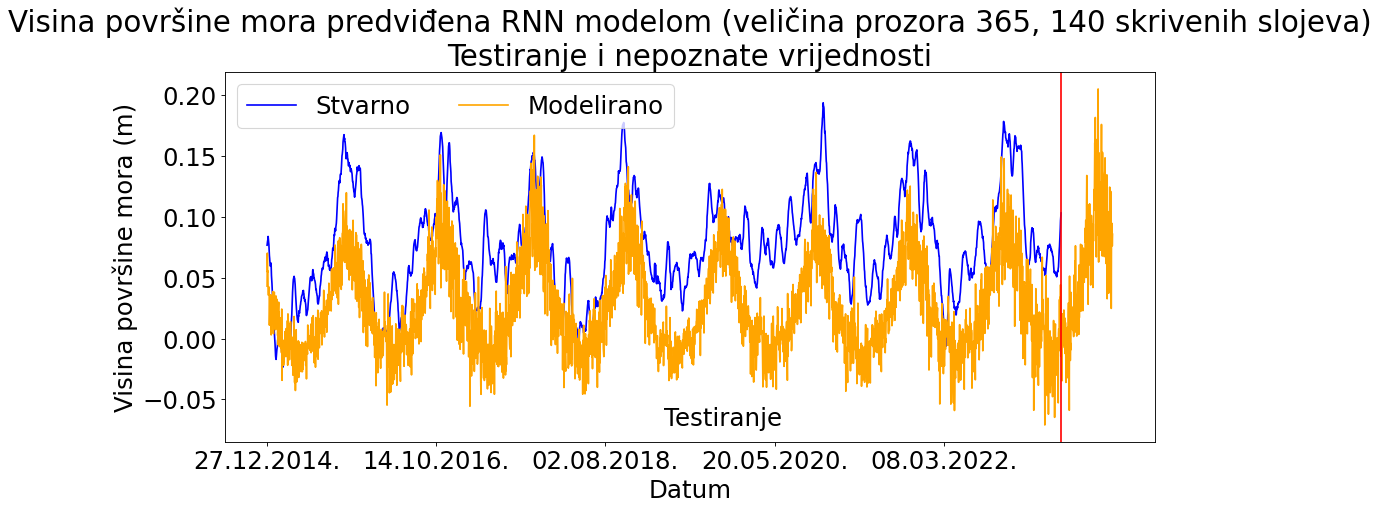 Visina površine mora predviđena RNN modelom (veličina prozora 365, 140 skrivenih slojeva)
Testiranje i nepoznate vrijednosti
Stvarno Modelirano
Visina površine mora (m)
0.20
0.15
0.10
0.05
0.00
−0.05
Testiranje
27.12.2014. 14.10.2016. 02.08.2018. 20.05.2020. 08.03.2022.
Datum